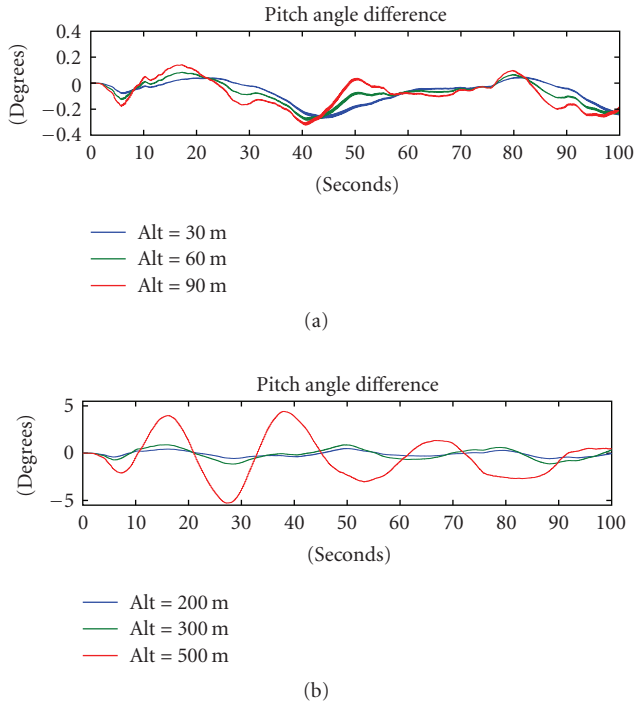 Pitch angle difference
(Degrees)
0.4
0.2
0
−0.2
−0.4
0 10 20 30 40 50 60 70 80 90 100
(Seconds)
Alt = 30 m
Alt = 60 m
Alt = 90 m
(a)
Pitch angle difference
(Degrees)
5
0
−5
0 10 20 30 40 50 60 70 80 90 100
(Seconds)
Alt = 200 m
Alt = 300 m
Alt = 500 m
(b)